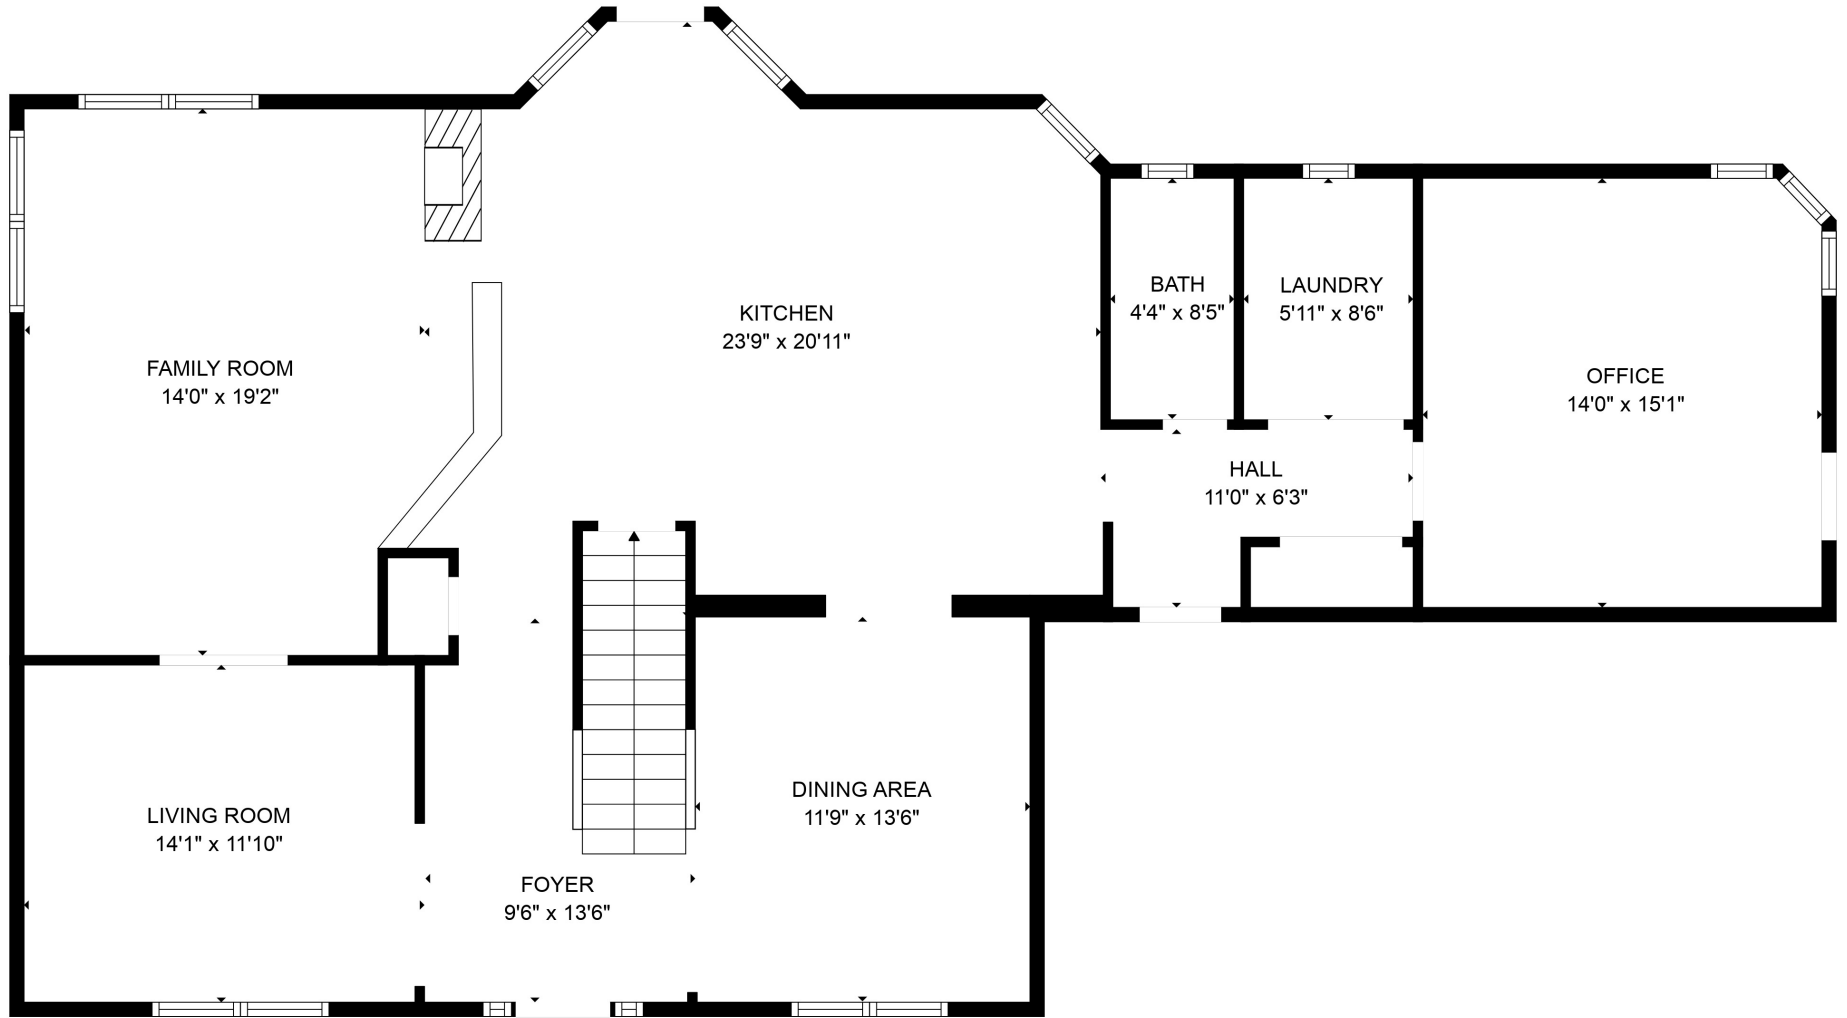 KITCHEN
23'9" x 20'11"
BATH
4'4" x 8'5"
LAUNDRY
5'11" x 8'6"
FAMILY ROOM
14'0" x 19'2"
OFFICE
14'0" x 15'1"
HALL
11'0" x 6'3"
LIVING ROOM
14'1" x 11'10"
DINING AREA
11'9" x 13'6"
FOYER
9'6" x 13'6"